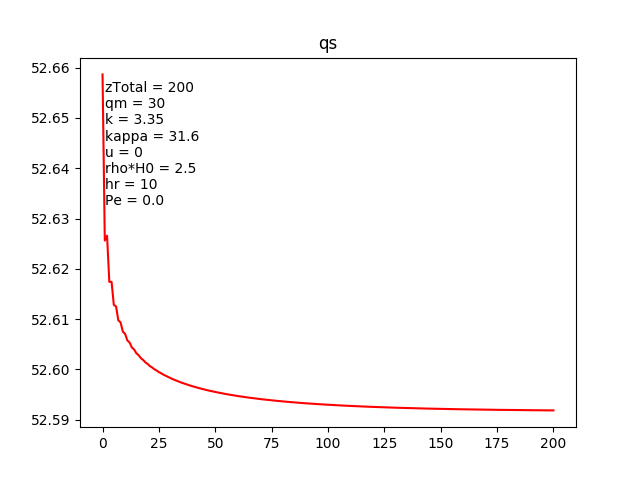 qs
52.66
52.65
52.64
52.63
52.62
52.61
52.60
52.59
zTotal = 200
qm = 30
k = 3.35
kappa = 31.6
u = 0
rho*H0 = 2.5
hr = 10
Pe = 0.0
0 25 50 75 100 125 150 175 200